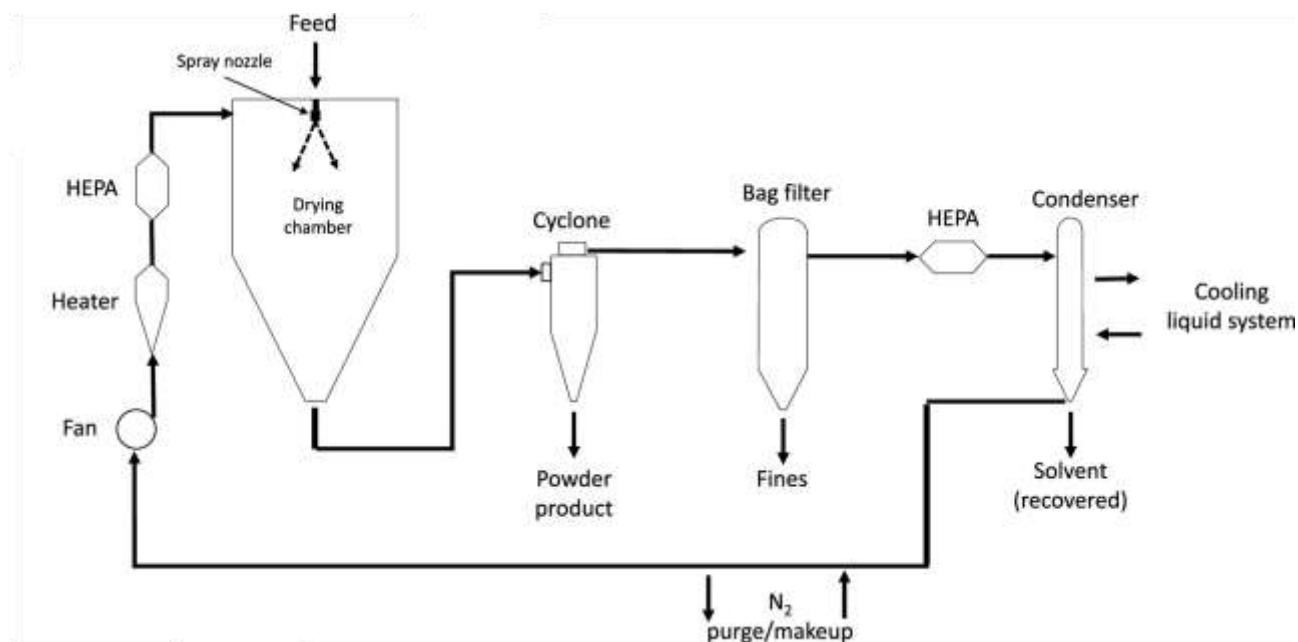 Feed
Spray nozzle
HEPA
Drying
chamber
Heater
Fan
Cyclone
Powder
product
Bag filter
Fines
HEPA
Condenser
Cooling
liquid system
Solvent
(recovered)
N₂
purge/makeup